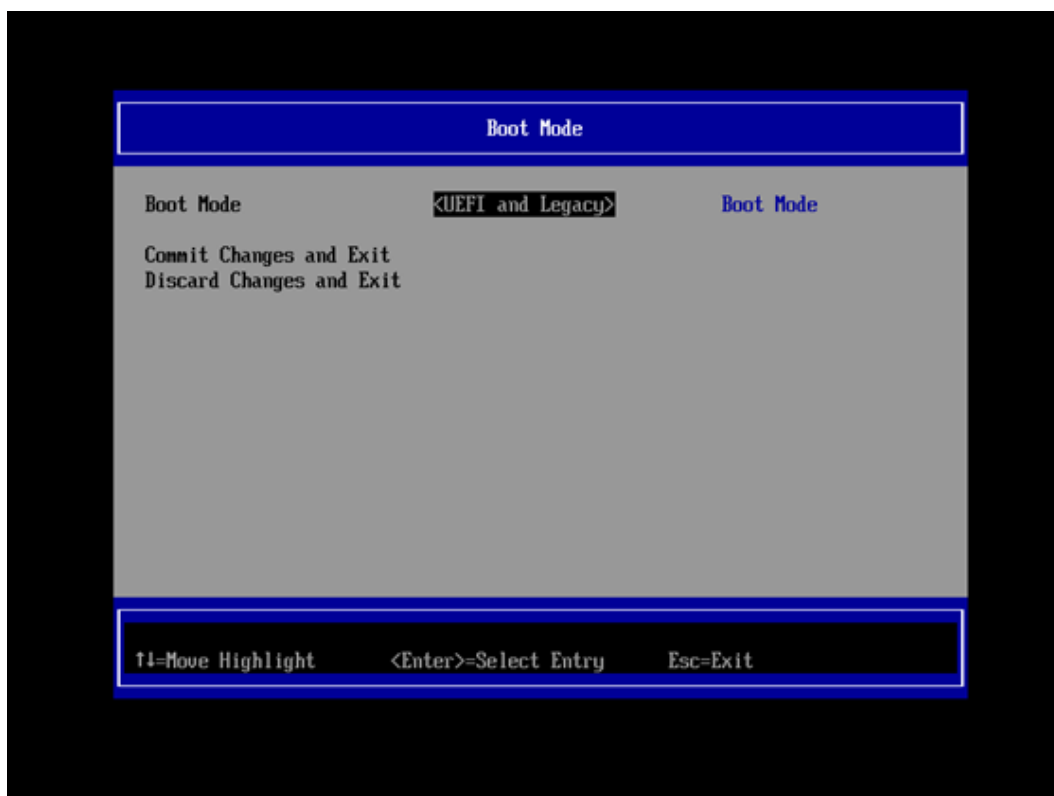 Boot Mode
Boot Mode <UEFI and Legacy> Boot Mode
Commit Changes and Exit
Discard Changes and Exit
↑↓=Move Highlight <Enter>=Select Entry Esc=Exit